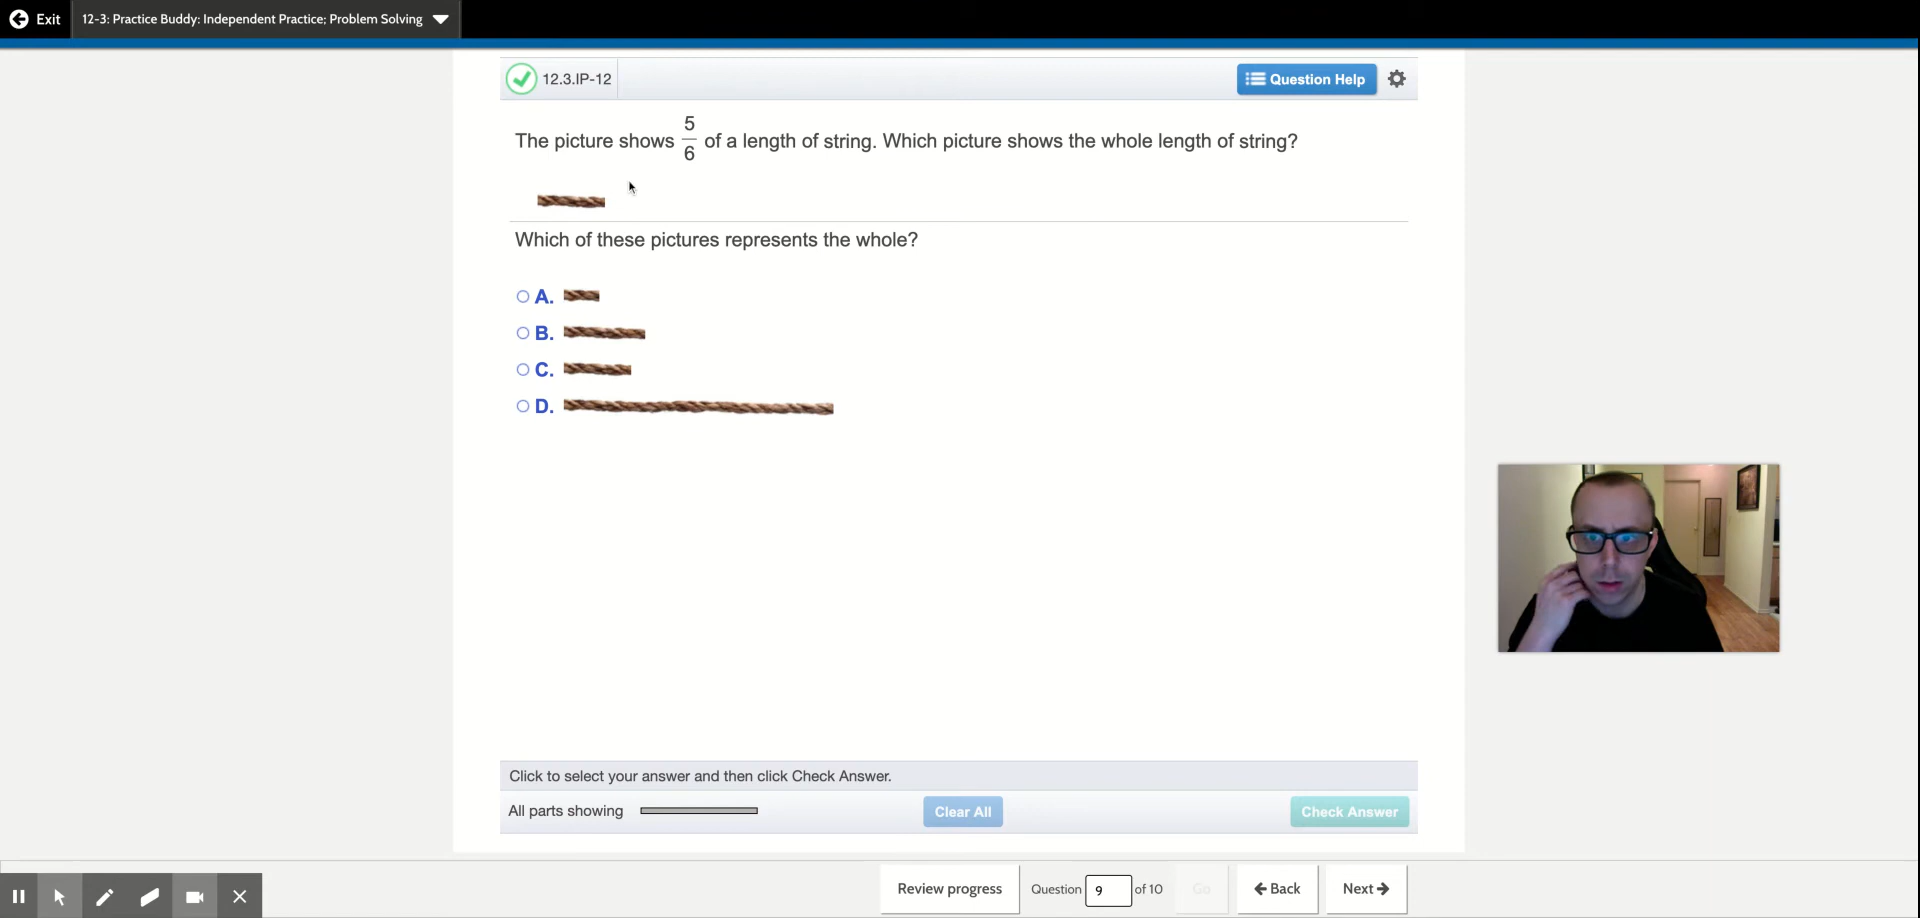 Exit
12-3: Practice Buddy: Independent Practice; Problem Solving
12.3.IP-12
Question Help
The picture shows 5/6 of a length of string. Which picture shows the whole length of string?
Which of these pictures represents the whole?
A.
B.
C.
D.
Click to select your answer and then click Check Answer.
All parts showing
Clear All
Check Answer
Review progress
Question 9 of 10
Go
Back
Next